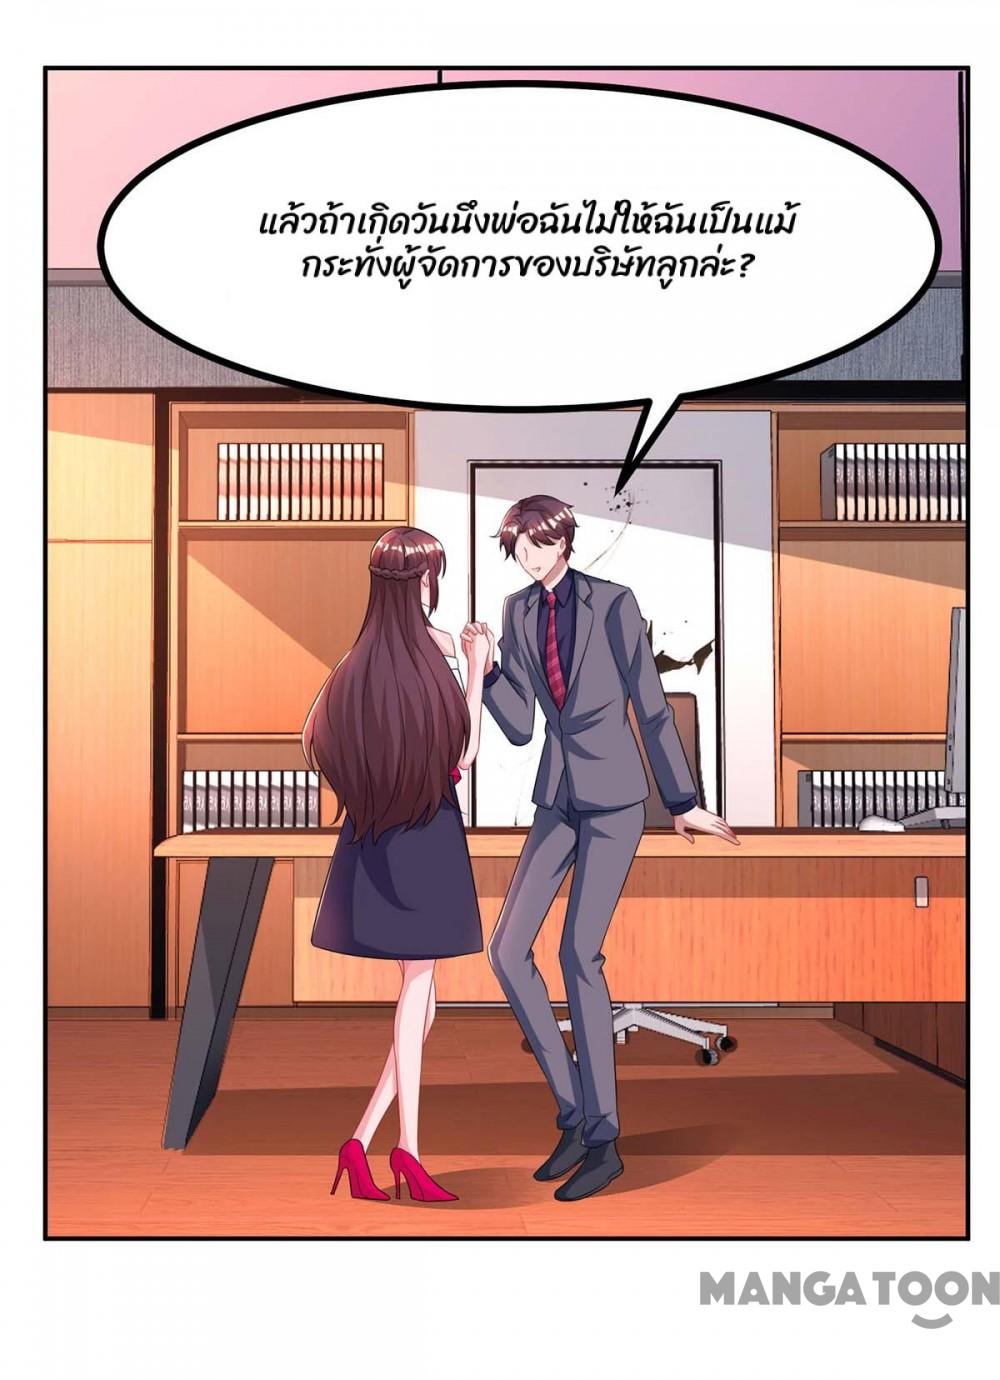 แล้วถ้าเกิดวันนึงพ่อฉันไม่ให้ฉันเป็นแม้
กระทั่งผู้จัดการของบริษัทลูกล่ะ?
MANGATOON